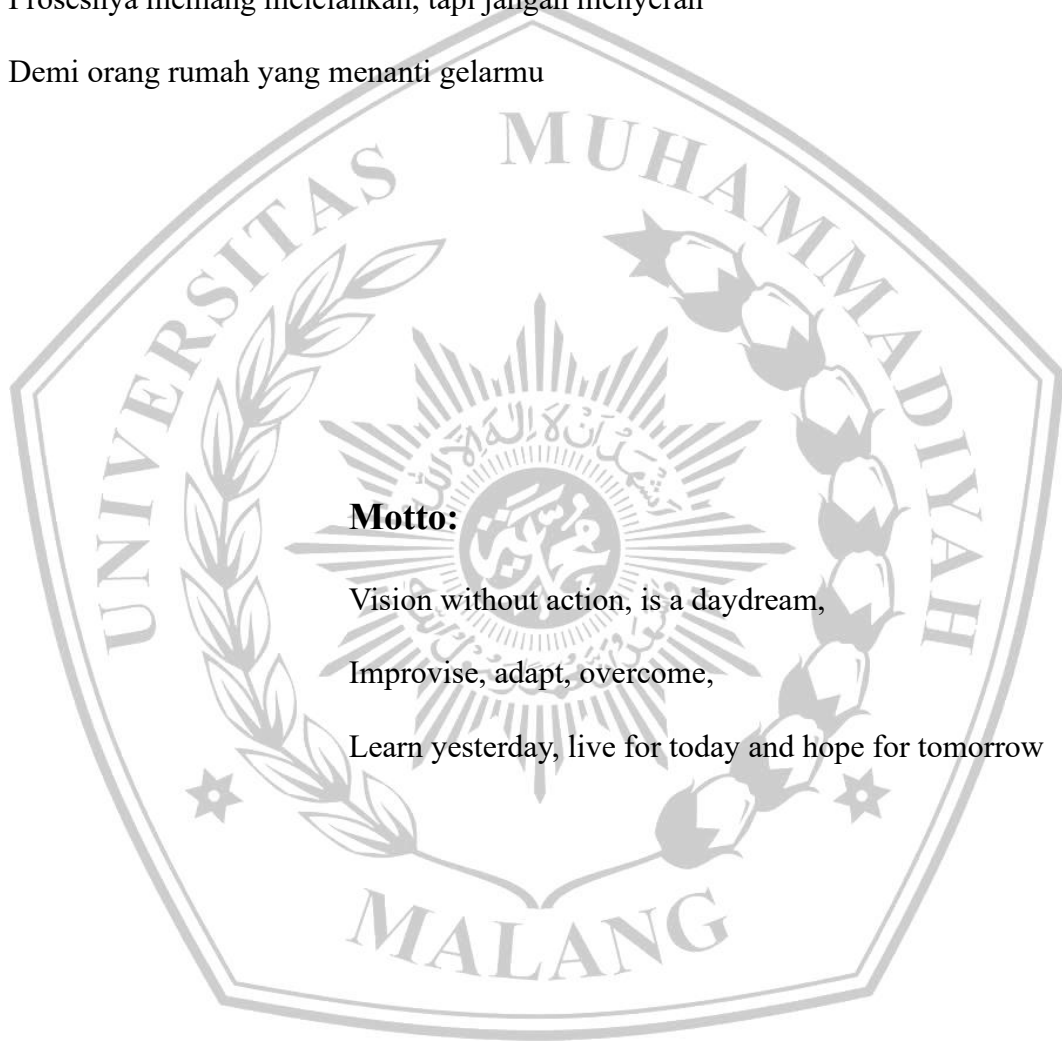 Prosesnya memang melelahkan, tapi jangan menyerah
Demi orang rumah yang menanti gelarmu
UNIVERSITAS MUHAMMADIYAH
MALANG
Motto:
Vision without action, is a daydream,
Improvise, adapt, overcome,
Learn yesterday, live for today and hope for tomorrow